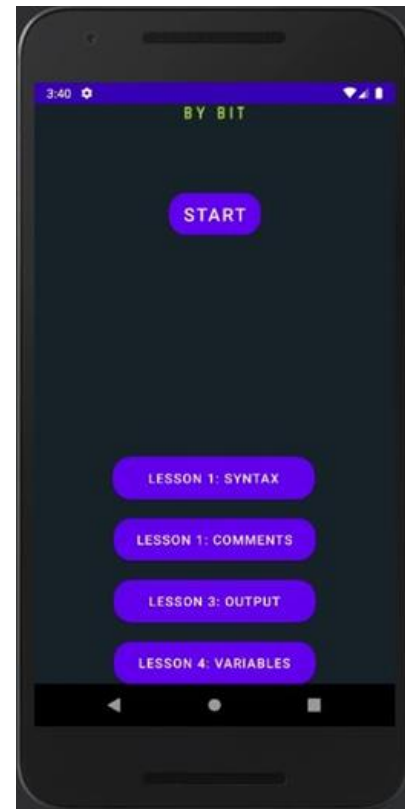 3:40
BY BIT
START
LESSON 1: SYNTAX
LESSON 1: COMMENTS
LESSON 3: OUTPUT
LESSON 4: VARIABLES